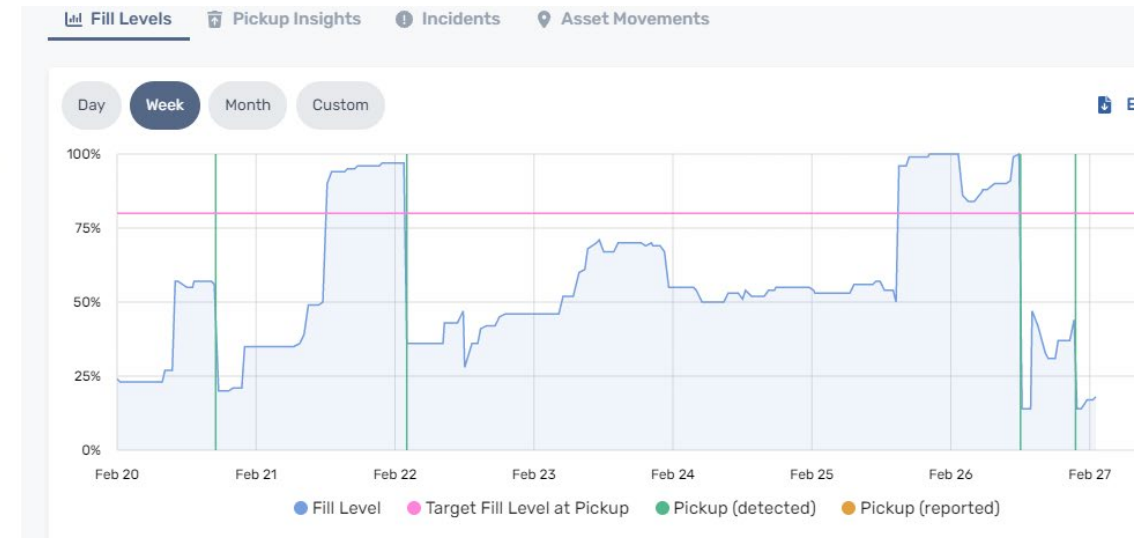 Fill Levels Pickup Insights Incidents Asset Movements
Day Week Month Custom
100%
75%
50%
25%
0%
Feb 20 Feb 21 Feb 22 Feb 23 Feb 24 Feb 25 Feb 26 Feb 27
Fill Level Target Fill Level at Pickup Pickup (detected) Pickup (reported)